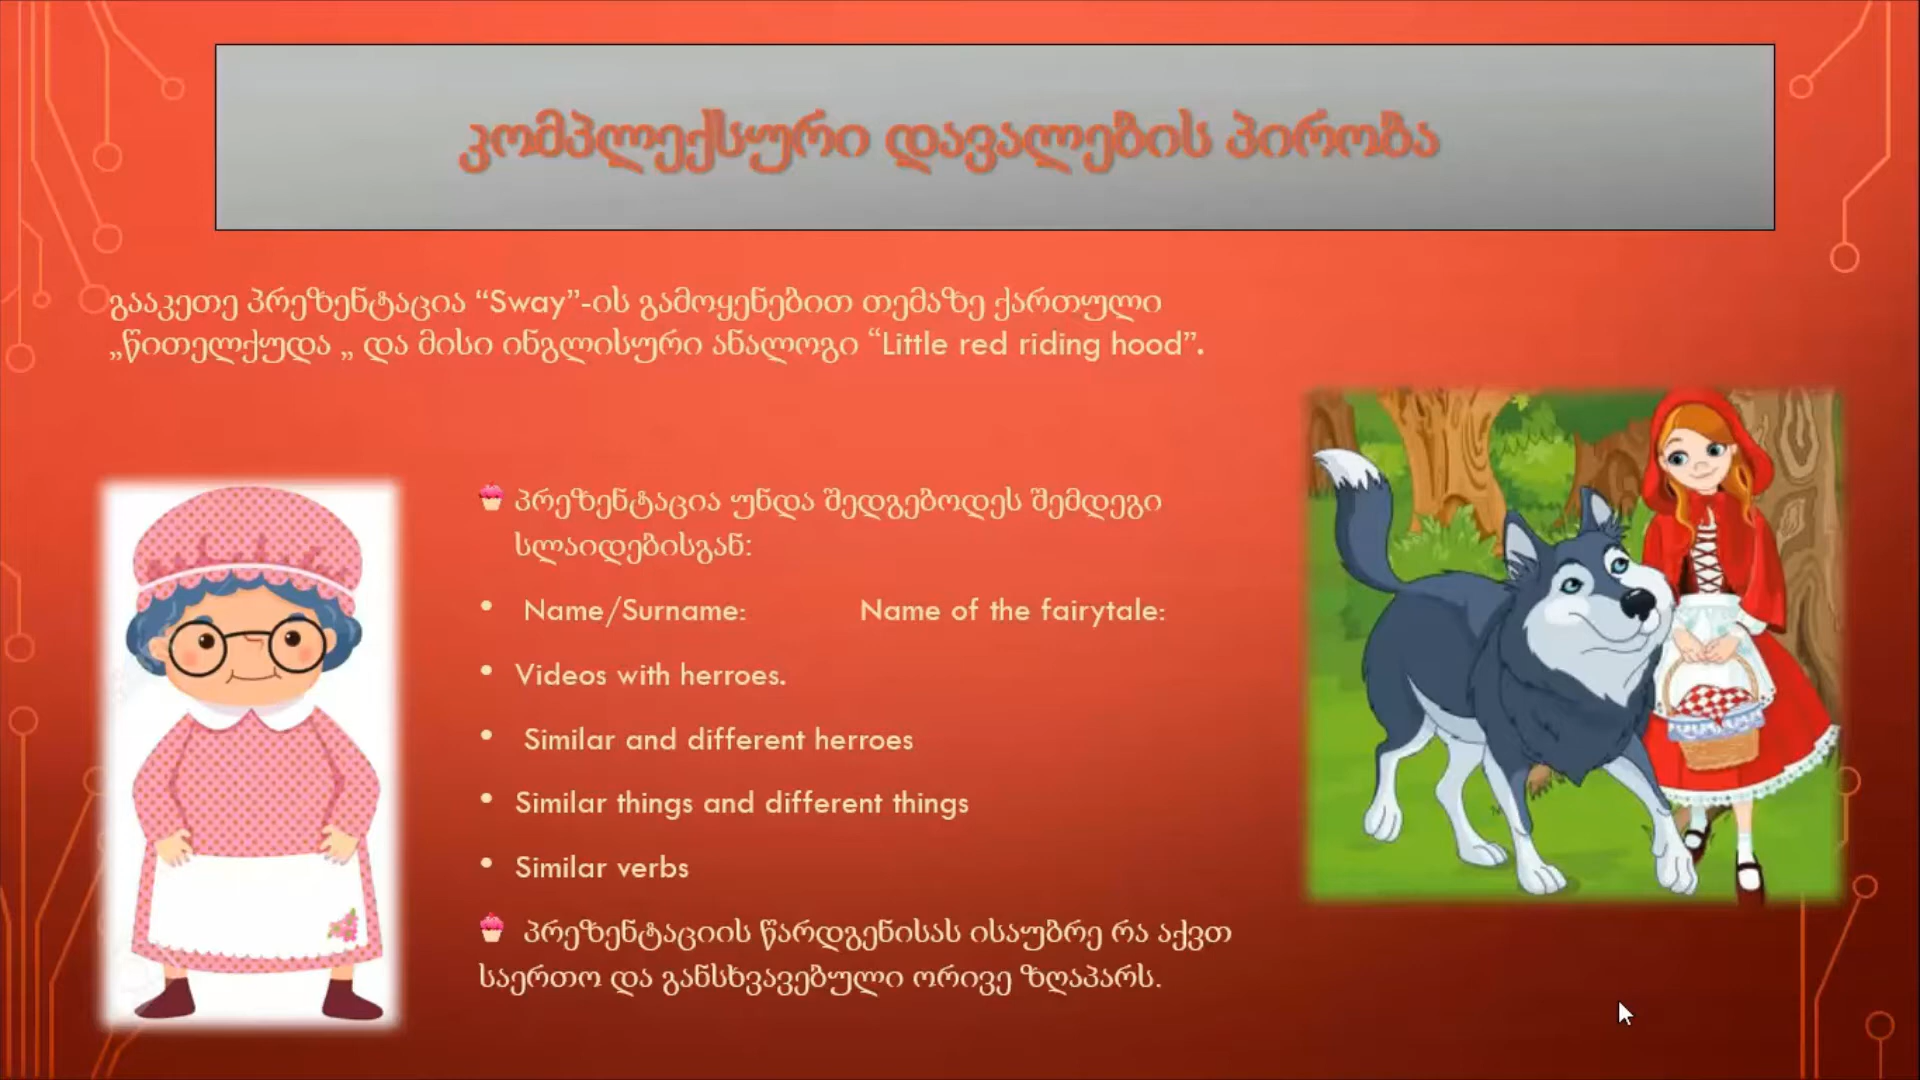 კომპლექსური დავალების პირობა
გააკეთე პრეზენტაცია “Sway”-ის გამოყენებით თემაზე ქართული
„წითელქუდა „ და მისი ინგლისური ანალოგი “Little red riding hood”.
პრეზენტაცია უნდა შედგებოდეს შემდეგი
სლაიდებისგან:
• Name/Surname: Name of the fairytale:
• Videos with herroes.
• Similar and different herroes
• Similar things and different things
• Similar verbs
პრეზენტაციის წარდგენისას ისაუბრე რა აქვთ
საერთო და განსხვავებული ორივე ზღაპარს.